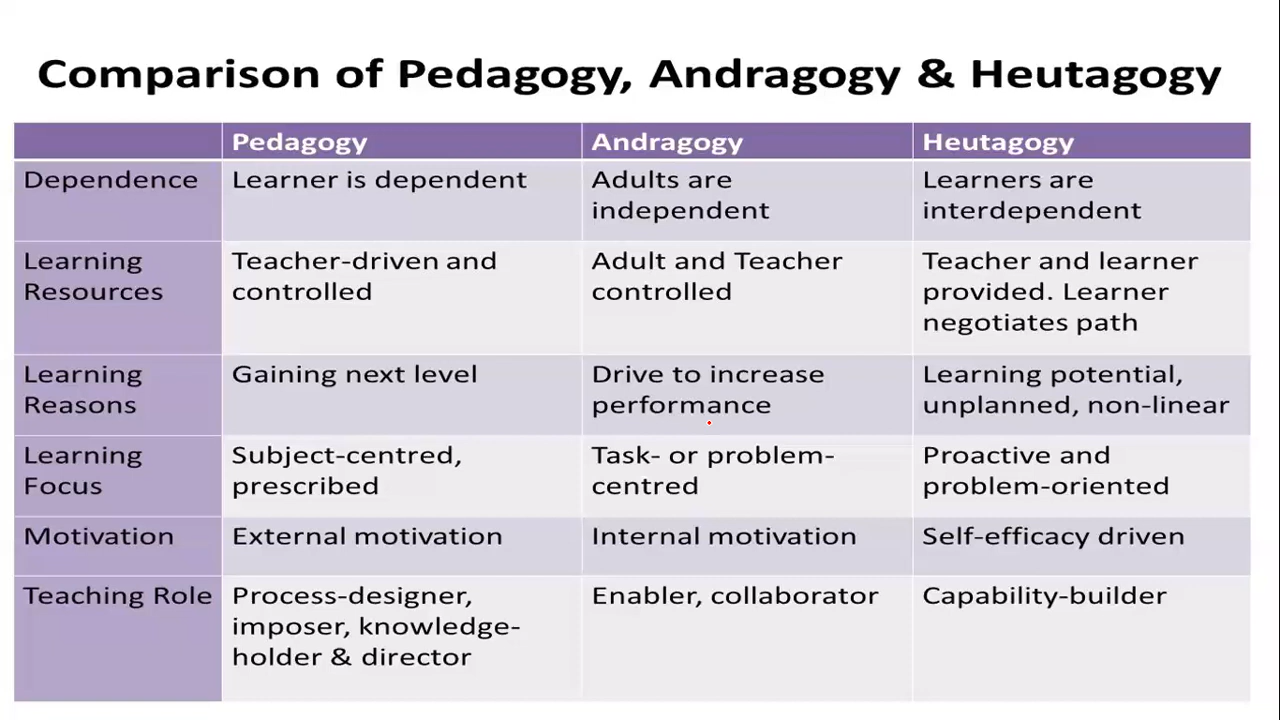 Comparison of Pedagogy, Andragogy & Heutagogy
Pedagogy Andragogy Heutagogy
Dependence Learner is dependent Adults are Learners are
independent interdependent
Learning Teacher-driven and Adult and Teacher Teacher and learner
Resources controlled controlled provided. Learner
negotiates path
Learning Gaining next level Drive to increase Learning potential,
Reasons performance unplanned, non-linear
Learning Subject-centred, Task- or problem- Proactive and
Focus prescribed centred problem-oriented
Motivation External motivation Internal motivation Self-efficacy driven
Teaching Role Process-designer, Enabler, collaborator Capability-builder
imposer, knowledge-
holder & director